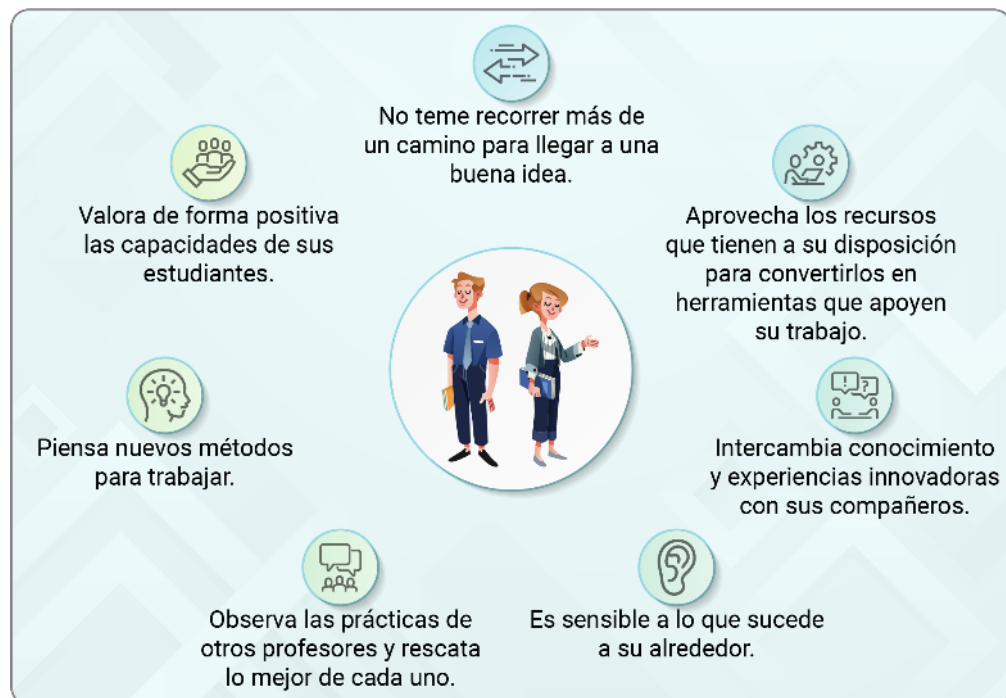 No teme recorrer más de
un camino para llegar a una
buena idea.
Aprovecha los recursos
que tienen a su disposición
para convertirlos en
herramientas que apoyen
su trabajo.
Intercambia conocimiento
y experiencias innovadoras
con sus compañeros.
Es sensible a lo que sucede
a su alrededor.
Observa las prácticas de
otros profesores y rescata
lo mejor de cada uno.
Piensa nuevos métodos
para trabajar.
Valora de forma positiva
las capacidades de sus
estudiantes.